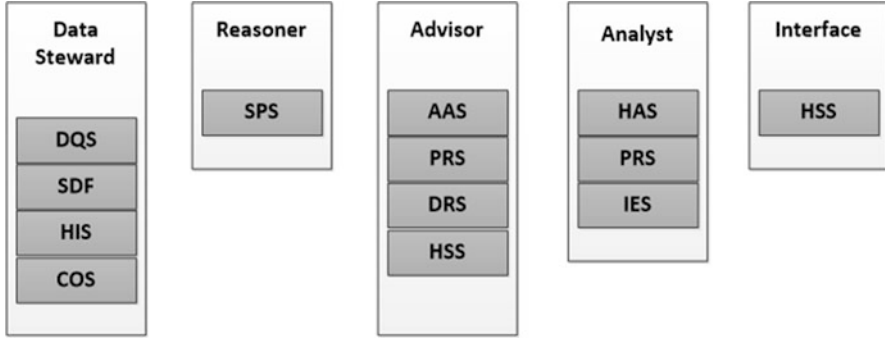 Data
Steward
DQS
SDF
HIS
COS
Reasoner
SPS
Advisor
AAS
PRS
DRS
HSS
Analyst
HAS
PRS
IES
Interface
HSS